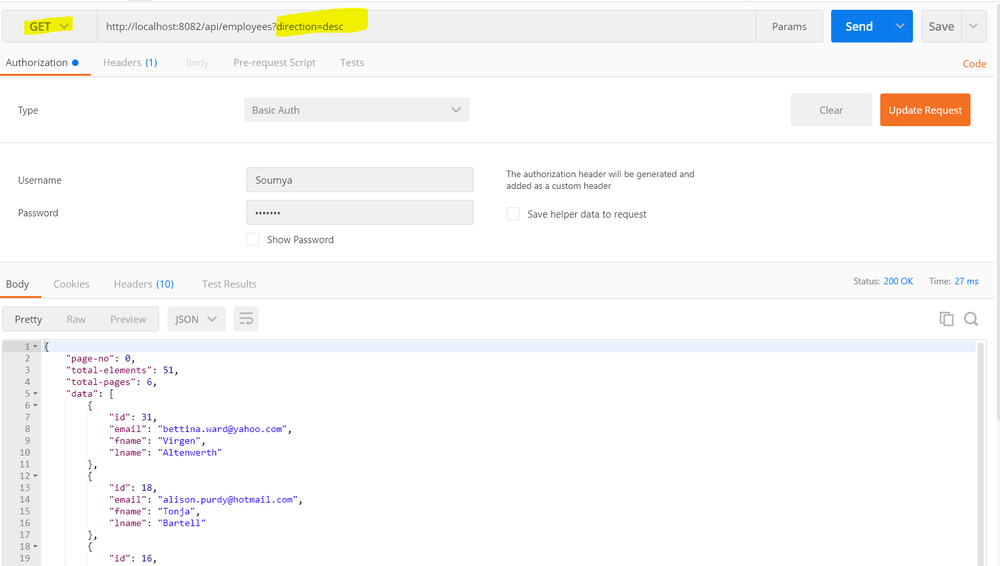 GET http://localhost:8082/api/employees?direction=desc Params Send Save
Authorization Headers (1) Body Pre-request Script Tests Code
Type Basic Auth Clear Update Request
Username Soumya The authorization header will be generated and
added as a custom header
Password ••••••• Save helper data to request
Show Password
Body Cookies Headers (10) Test Results Status: 200 OK Time: 27 ms
Pretty Raw Preview JSON
1 {
2 "page-no": 0,
3 "total-elements": 51,
4 "total-pages": 6,
5 "data": [
6 {
7 "id": 31,
8 "email": "bettina.ward@yahoo.com",
9 "fname": "Virgen",
10 "lname": "Altenwerth"
11 },
12 {
13 "id": 18,
14 "email": "alison.purdy@hotmail.com",
15 "fname": "Tonja",
16 "lname": "Bartell"
17 },
18 {
19 "id": 16,